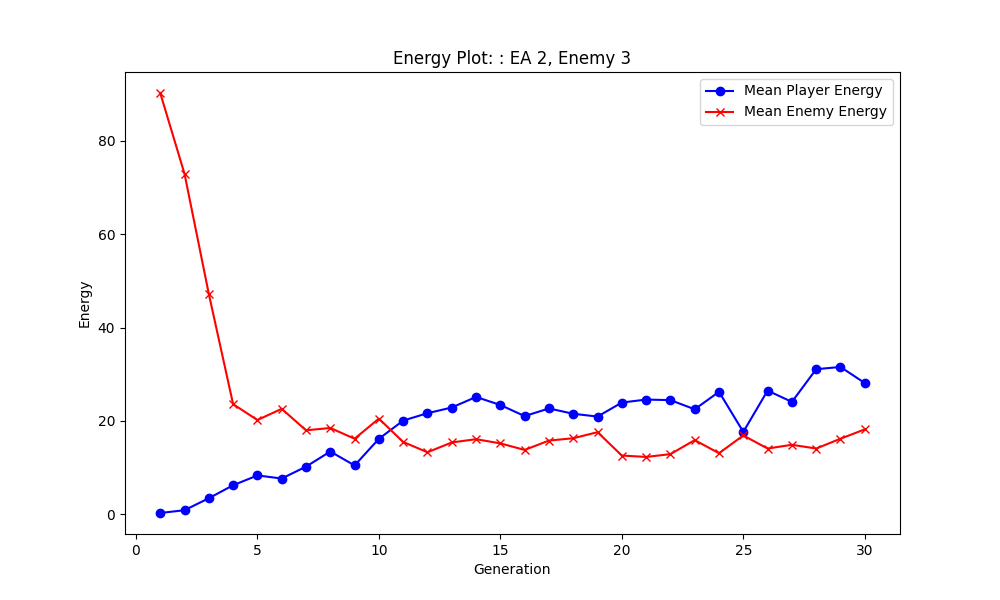 Energy Plot: : EA 2, Enemy 3
Mean Player Energy
Mean Enemy Energy
Energy
80
60
40
20
0
0 5 10 15 20 25 30
Generation